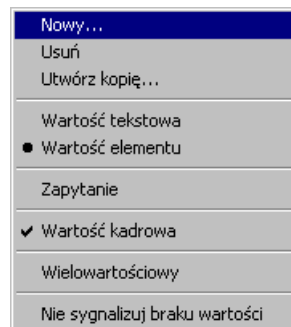 Nowy...
Usuń
Utwórz kopię...
Wartość tekstowa
Wartość elementu
Zapytanie
Wartość kadrowa
Wielowartościowy
Nie sygnalizuj braku wartości